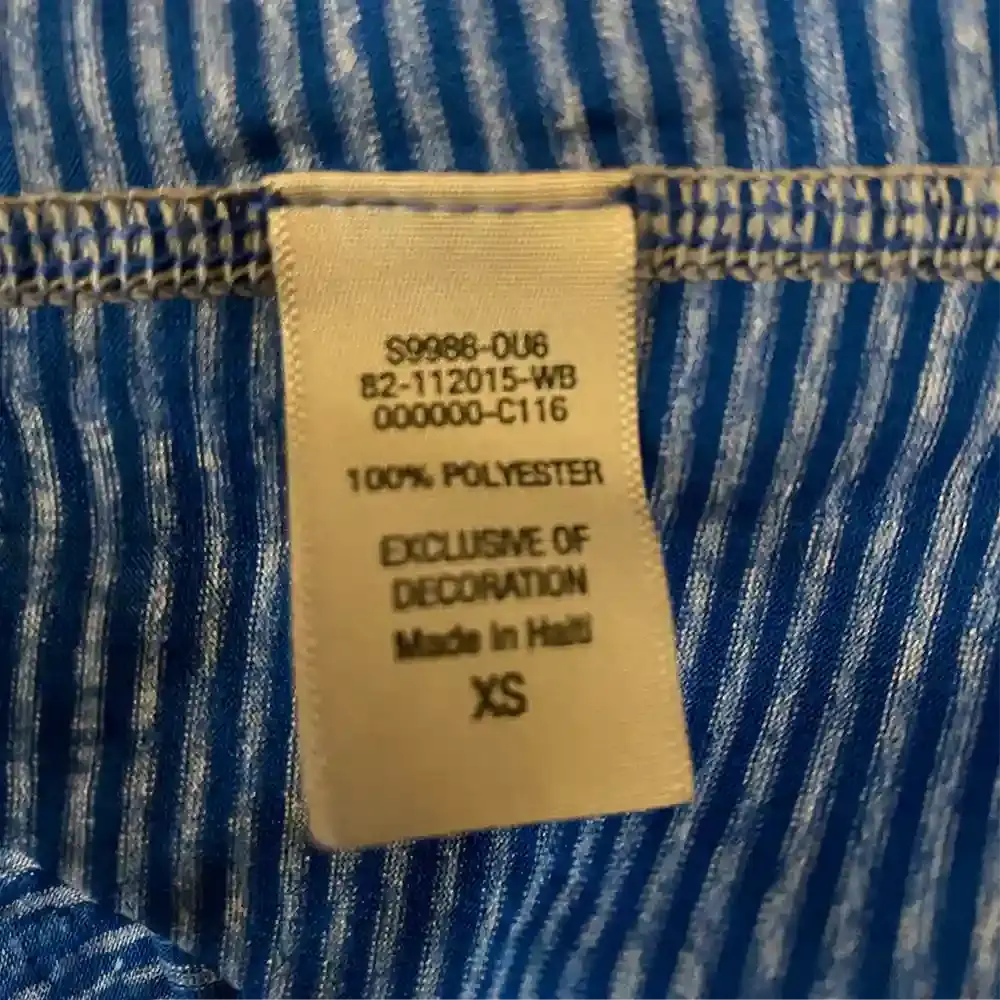 S9986-0U6
82-112015-WB
000000-C116
100% POLYESTER
EXCLUSIVE OF
DECORATION
Made in Haiti
XS